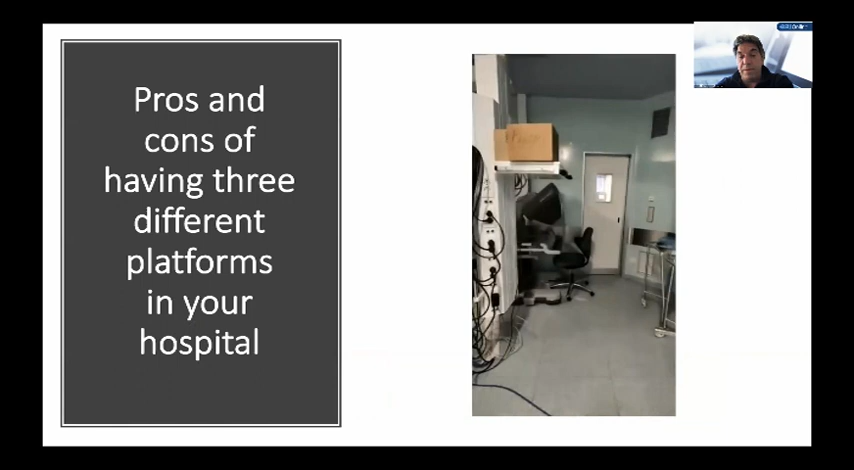 Pros and
cons of
having three
different
platforms
in your
hospital